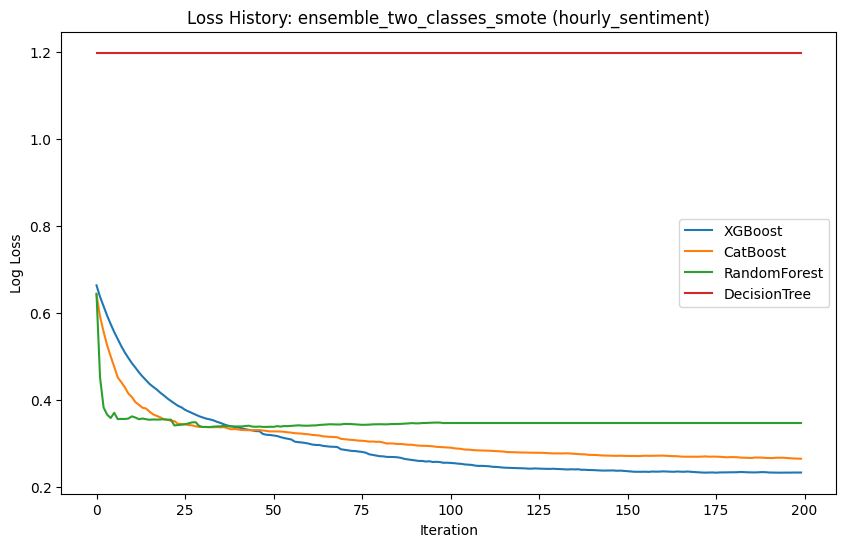 Loss History: ensemble_two_classes_smote (hourly_sentiment)
Log Loss
1.2
1.0
0.8
0.6
0.4
0.2
XGBoost
CatBoost
RandomForest
DecisionTree
0 25 50 75 100 125 150 175 200
Iteration